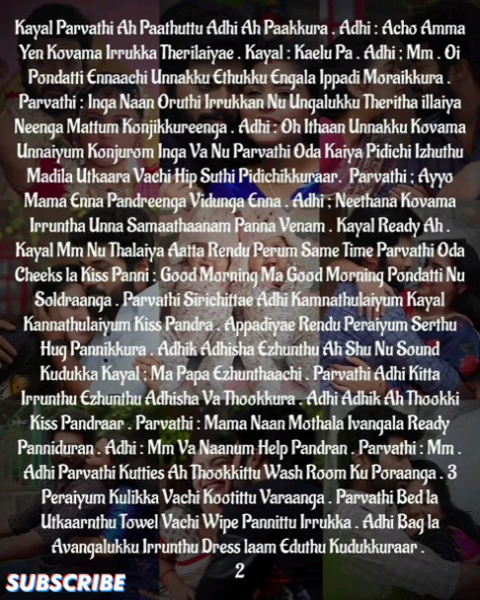 Kayal Parvathi Ah Paathuttu Adhi Ah Paakkura . Adhi : Acho Amma
Yen Kovama Irrukka Therilaiyae . Kayal : Kaelu Pa . Adhi ; Mm . Oi
Pondatti Ennaachi Unnakku Ethukku Engala Ippadi Moraikkura .
Parvathi : Inga Naan Oruthi Irrukkan Nu Ungalukku Theritha illaiya
Neenga Mattum Konjikkureenga . Adhi : Oh Ithaan Unnakku Kovama
Unnaiyum Konjurom Inga Va Nu Parvathi Oda Kaiya Pidichi Izhuthu
Madila Utkaara Vachi Hip Suthi Pidichikkuraar. Parvathi ; Ayyo
Mama Enna Pandreenga Vidunga Enna . Adhi ; Neethana Kovama
Irruntha Unna Samaathaanam Panna Venam . Kayal Ready Ah .
Kayal Mm Nu Thalaiya Aatta Rendu Perum Same Time Parvathi Oda
Cheeks la Kiss Panni : Good Morning Ma Good Morning Pondatti Nu
Soldraanga . Parvathi Sirichittae Adhi Kamnathulaiyum Kayal
Kannathulaiyum Kiss Pandra . Appadiyae Rendu Peraiyum Serthu
Hug Pannikkura . Adhik Adhisha Ezhunthu Ah Shu Nu Sound
Kudukka Kayal ; Ma Papa Ezhunthaachi . Parvathi Adhi Kitta
Irrunthu Ezhunthu Adhisha Va Thookkura . Adhi Adhik Ah Thookki
Kiss Pandraar . Parvathi : Mama Naan Mothala Ivangala Ready
Panniduran . Adhi : Mm Va Naanum Help Pandran . Parvathi : Mm .
Adhi Parvathi Kutties Ah Thookkittu Wash Room Ku Poraanga . 3
Peraiyum Kulikka Vachi Kootittu Varaanga . Parvathi Bed la
Utkaarnthu Towel Vachi Wipe Pannittu Irrukka . Adhi Bag la
Avangalukku Irrunthu Dress laam Eduthu Kudukkuraar .
2
SUBSCRIBE